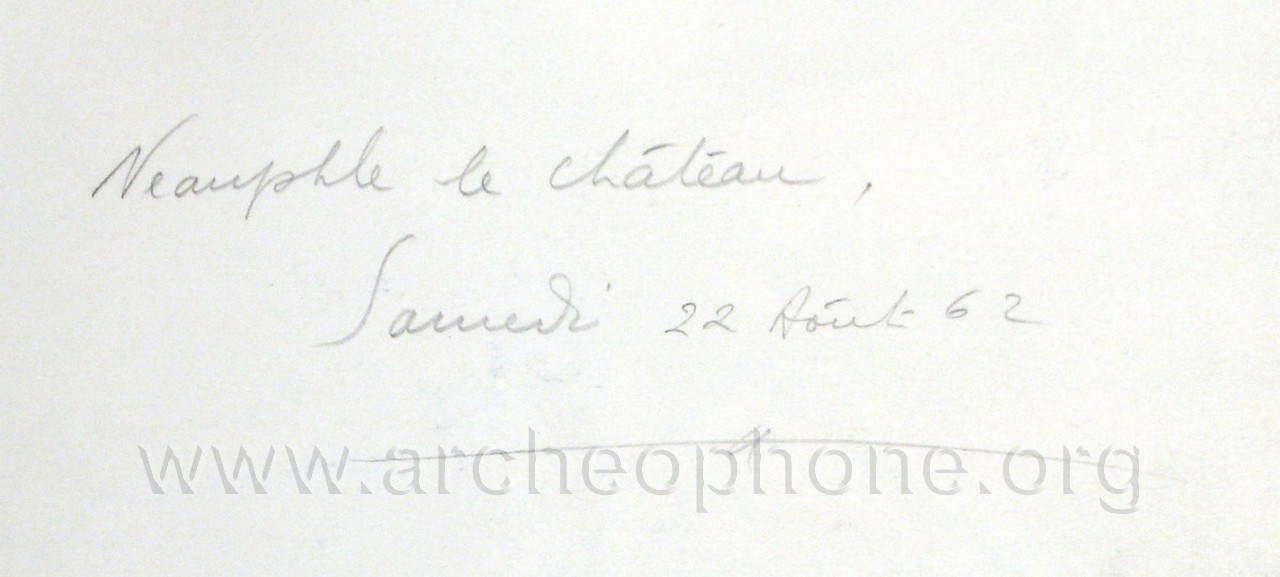 Neauphle le château,
Samedi 22 Août 62
www.archeophone.org